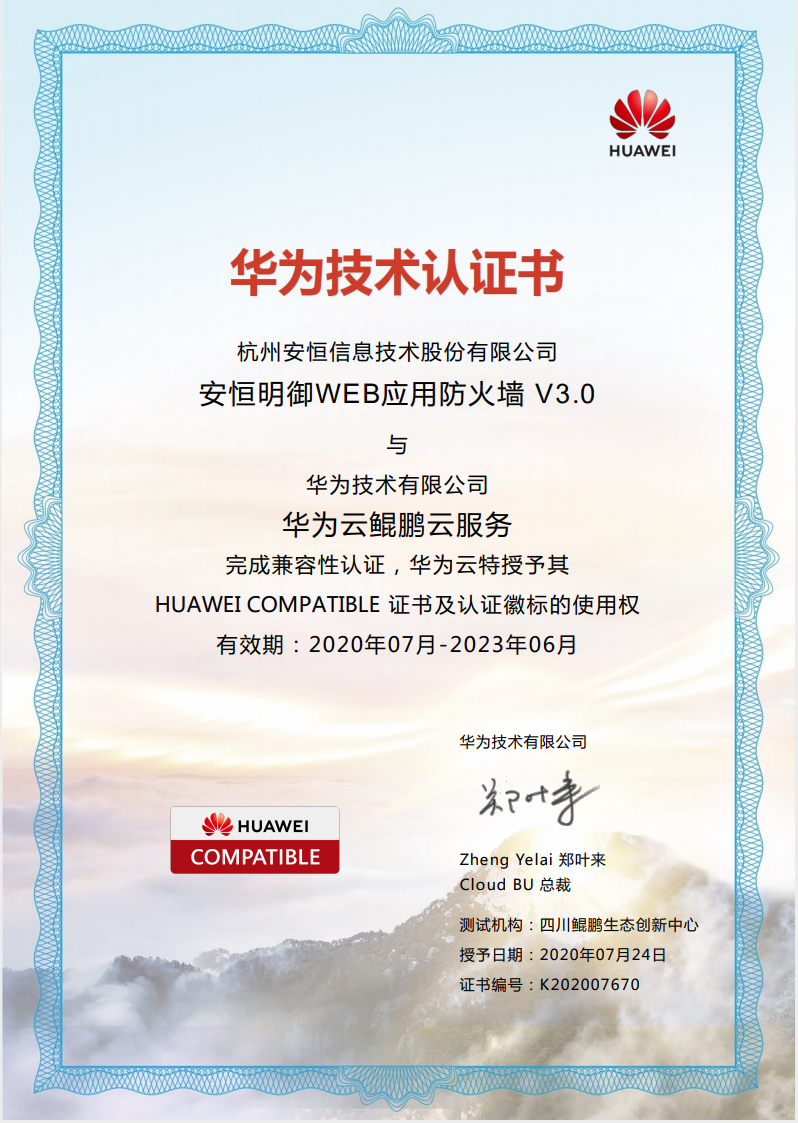 HUAWEI
华为技术认证书
杭州安恒信息技术股份有限公司
安恒明御WEB应用防火墙 V3.0
与
华为技术有限公司
华为云鲲鹏云服务
完成兼容性认证，华为云特授予其
HUAWEI COMPATIBLE 证书及认证徽标的使用权
有效期：2020年07月-2023年06月
华为技术有限公司
郑叶来
HUAWEI
COMPATIBLE
Zheng Yelai 郑叶来
Cloud BU 总裁
测试机构：四川鲲鹏生态创新中心
授予日期：2020年07月24日
证书编号：K202007670